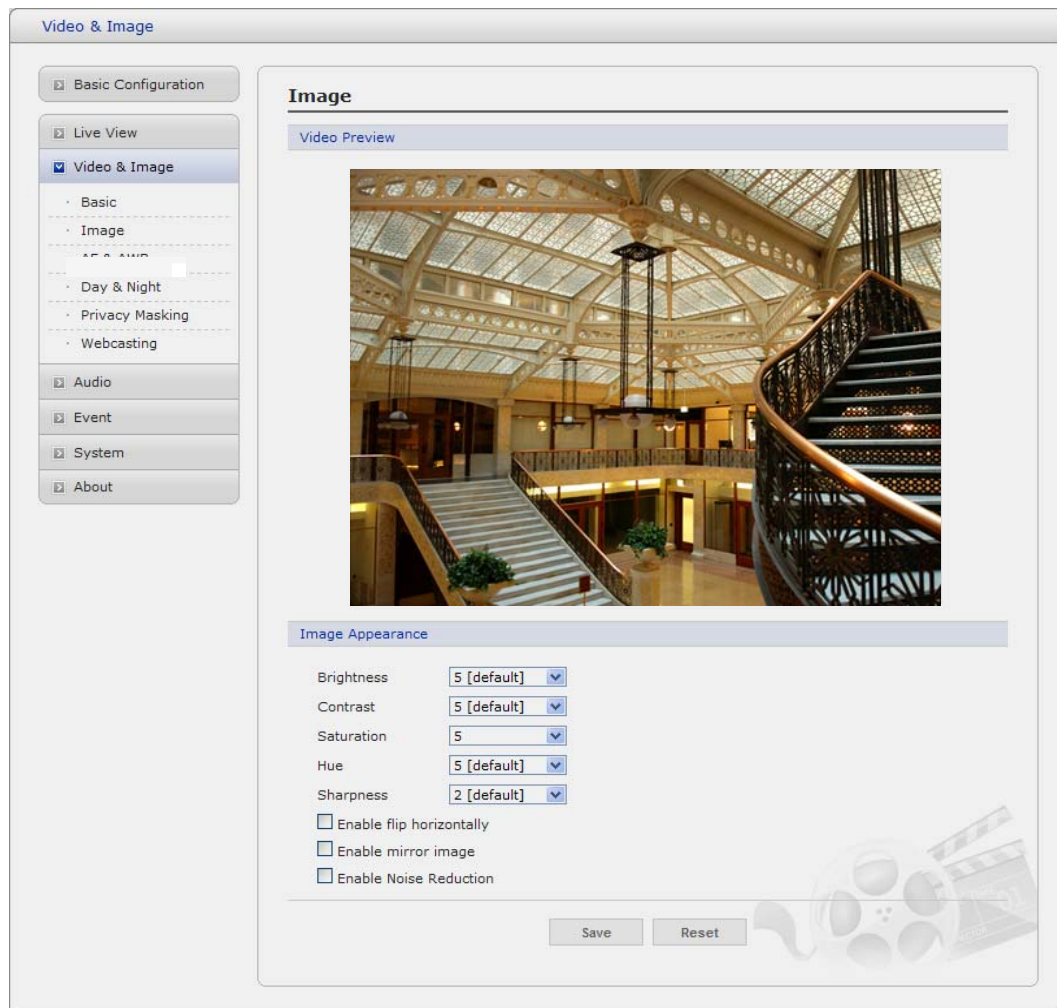 Video & Image
Basic Configuration
Live View
Video & Image
· Basic
· Image
· Day & Night
· Privacy Masking
· Webcasting
Audio
Event
System
About
Image
Video Preview
Image Appearance
Brightness 5 [default]
Contrast 5 [default]
Saturation 5
Hue 5 [default]
Sharpness 2 [default]
Enable flip horizontally
Enable mirror image
Enable Noise Reduction
Save Reset